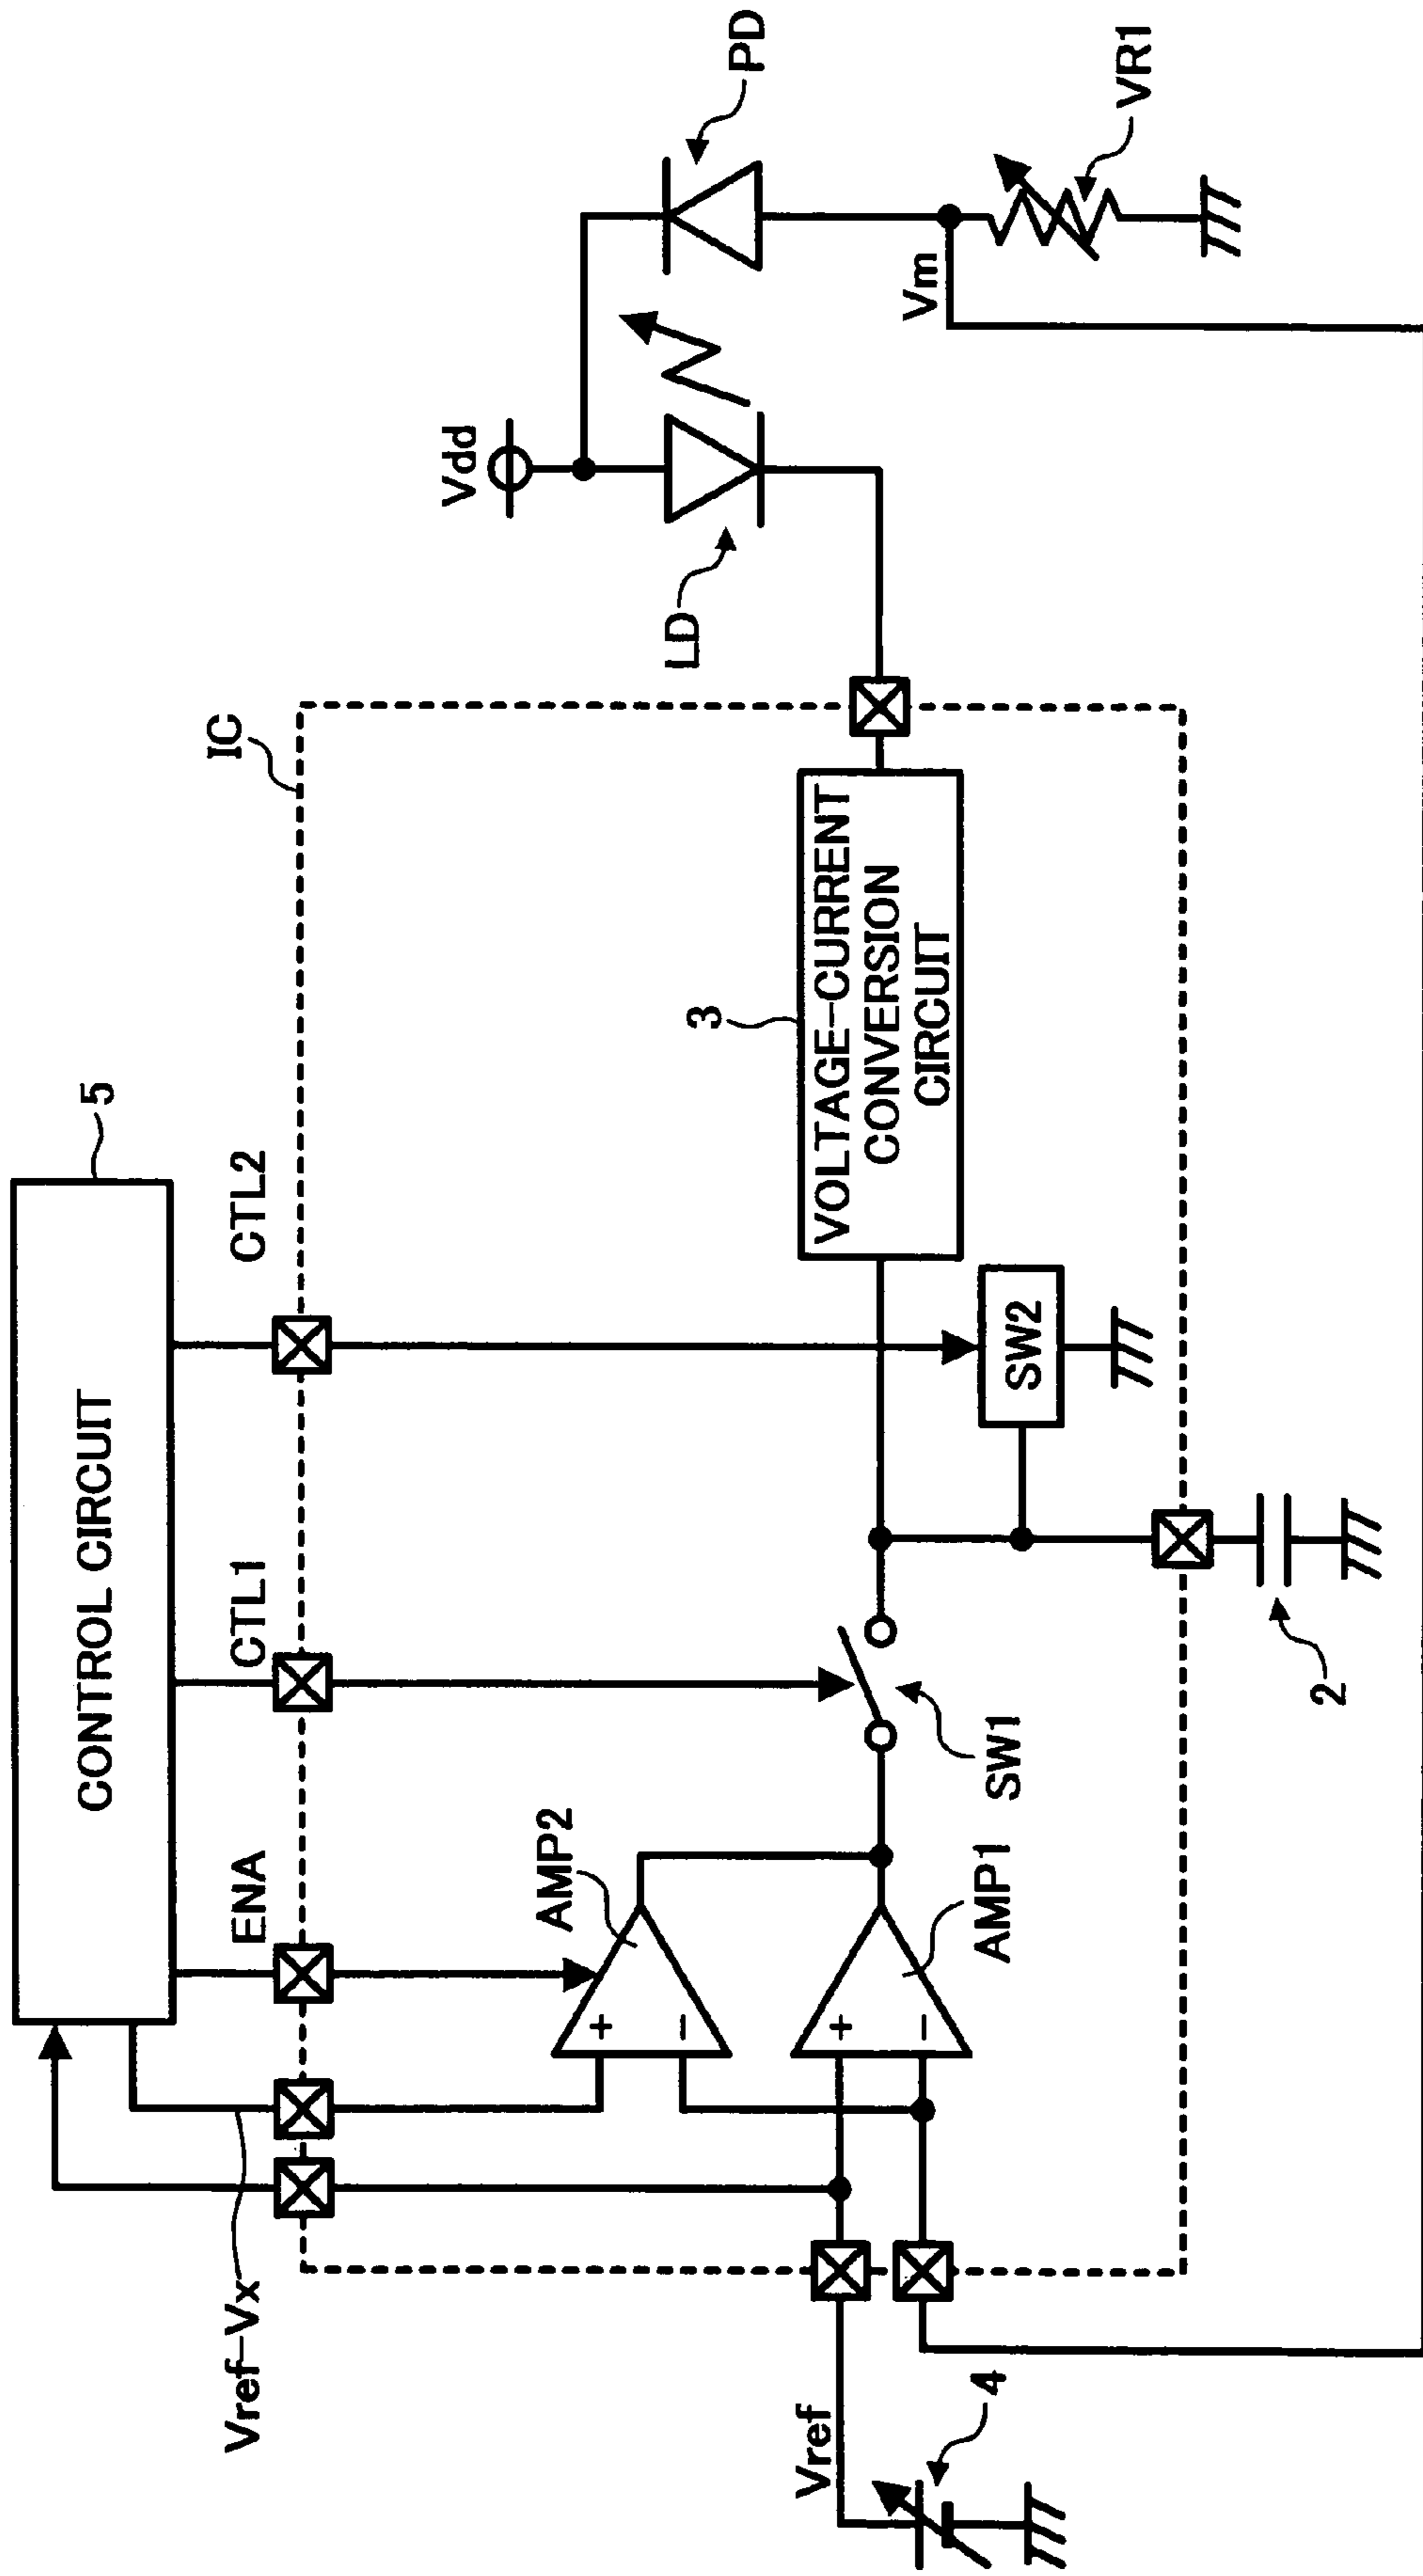 CONTROL CIRCUIT
5
Vref-Vx
ENA
CTL1
CTL2
IC
Vdd
PD
LD
AMP2
+
−
AMP1
+
−
SW1
3
VOLTAGE-CURRENT
CONVERSION
CIRCUIT
SW2
2
Vm
VR1
Vref
4